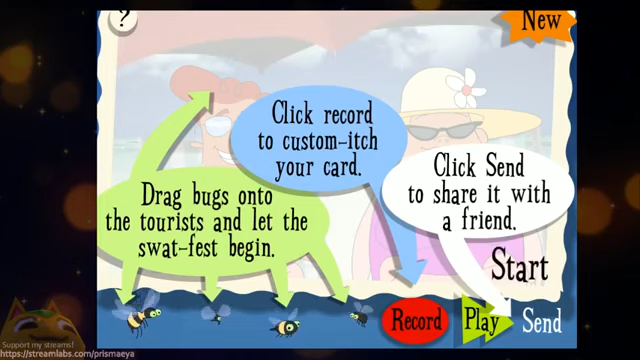 ?
New
Click record
to custom-itch
your card.
Click Send
to share it with
a friend.
Drag bugs onto
the tourists and let the
swat-fest begin.
Start
Record
Play
Send
Support my streams!
https://streamlabs.com/prismaeya